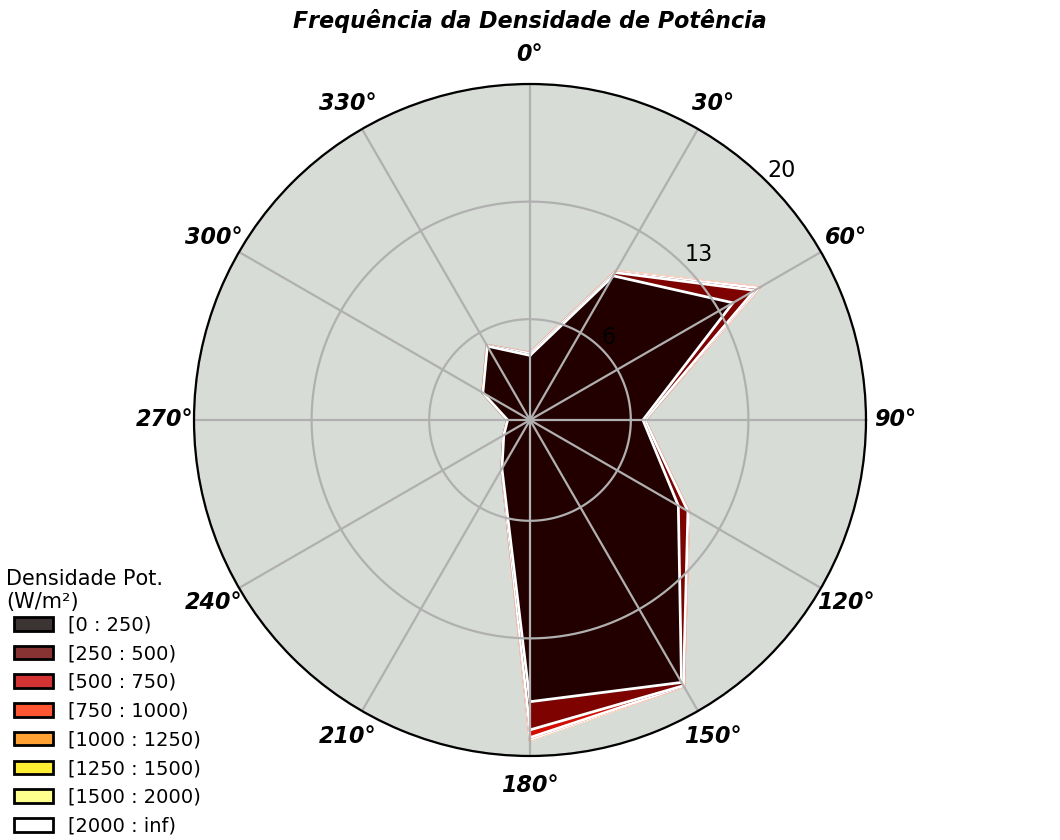 Frequência da Densidade de Potência
0°
30°
60°
90°
120°
150°
180°
210°
240°
270°
300°
330°
6
13
20
Densidade Pot.
(W/m²)
[0 : 250)
[250 : 500)
[500 : 750)
[750 : 1000)
[1000 : 1250)
[1250 : 1500)
[1500 : 2000)
[2000 : inf)